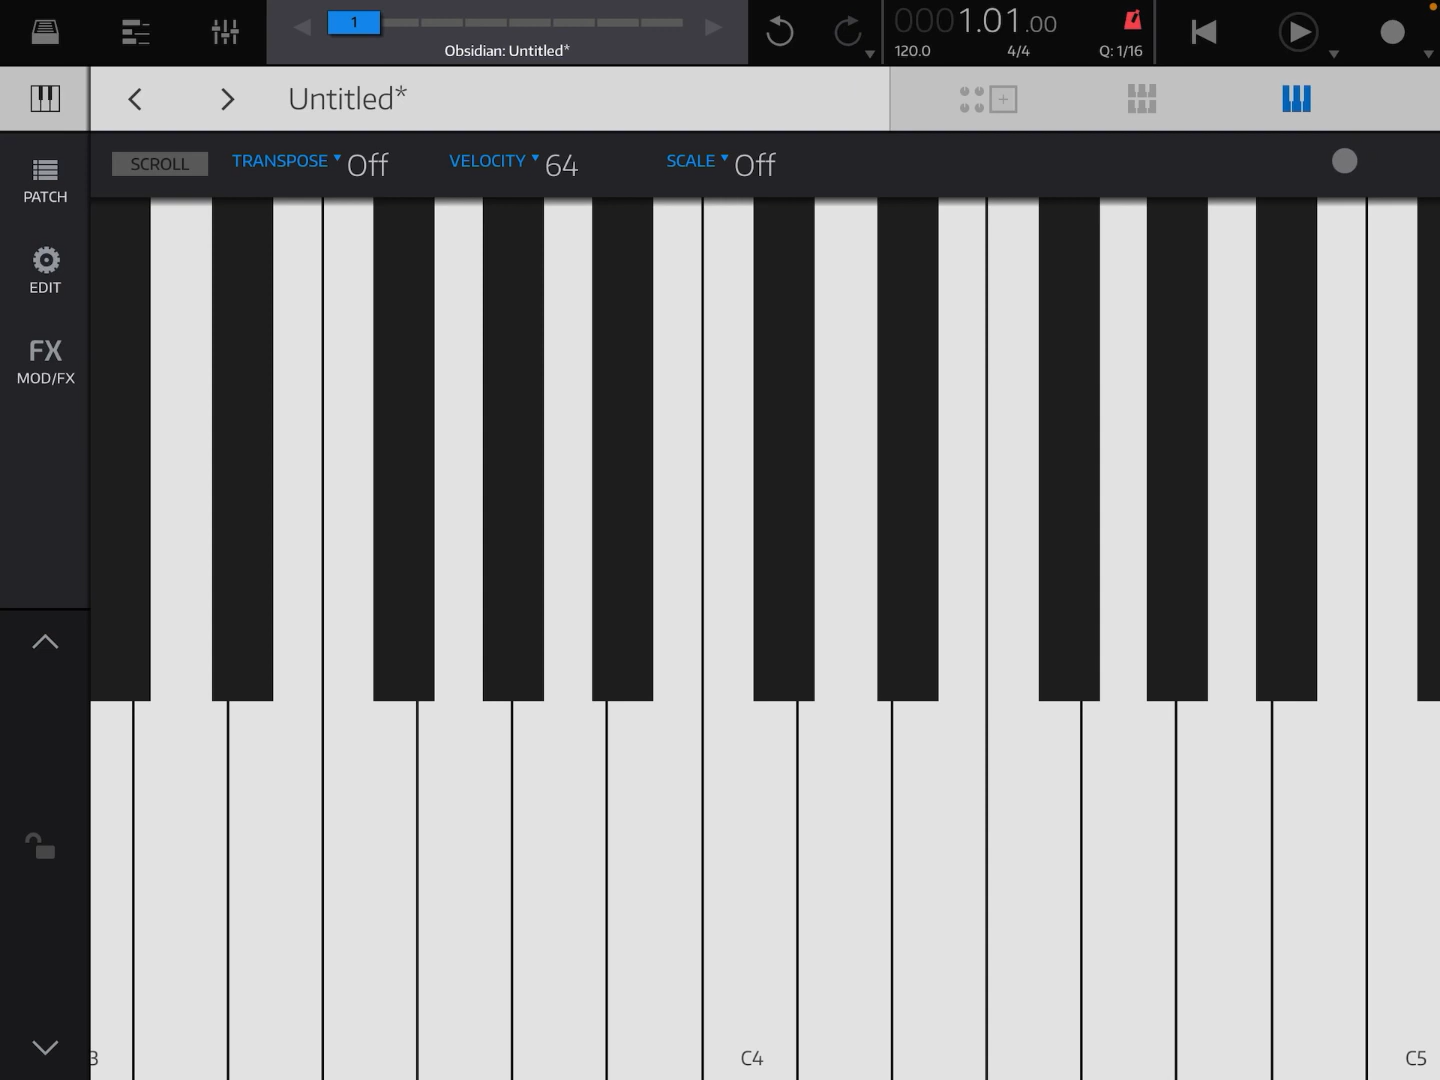 1
Obsidian: Untitled*
0001.01.00
120.0 4/4 Q: 1/16
Untitled*
SCROLL TRANSPOSE Off VELOCITY 64 SCALE Off
PATCH
EDIT
FX
MOD/FX
3 C4 C5